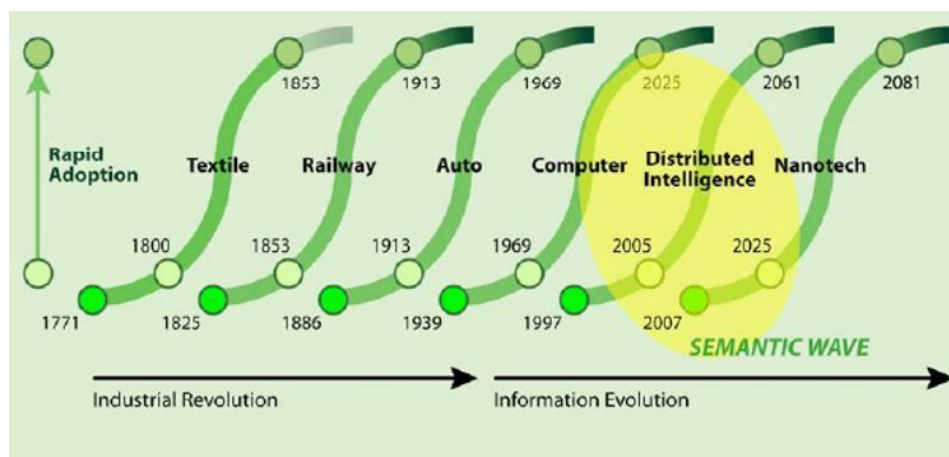 1853
1913
1969
2025
2061
2081
Rapid
Adoption
Textile
Railway
Auto
Computer
Distributed
Intelligence
Nanotech
1800
1853
1913
1969
2005
2025
1771
1825
1886
1939
1997
2007
SEMANTIC WAVE
Industrial Revolution
Information Evolution